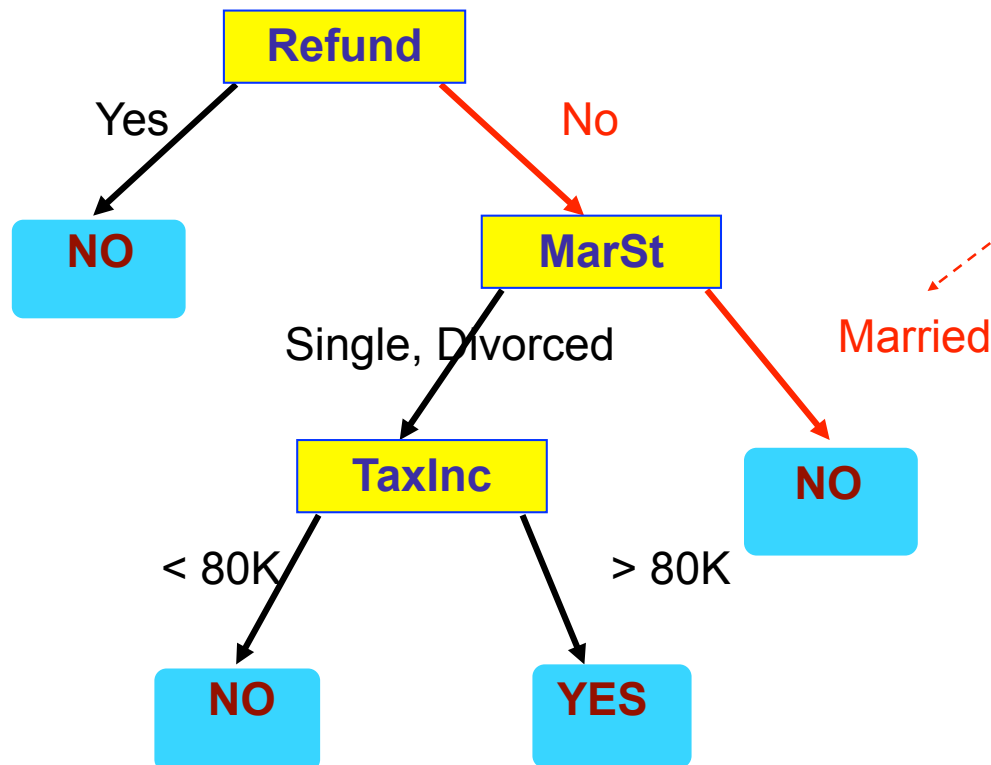 Refund
Yes
No
NO
MarSt
Single, Divorced
Married
TaxInc
NO
< 80K
> 80K
NO
YES